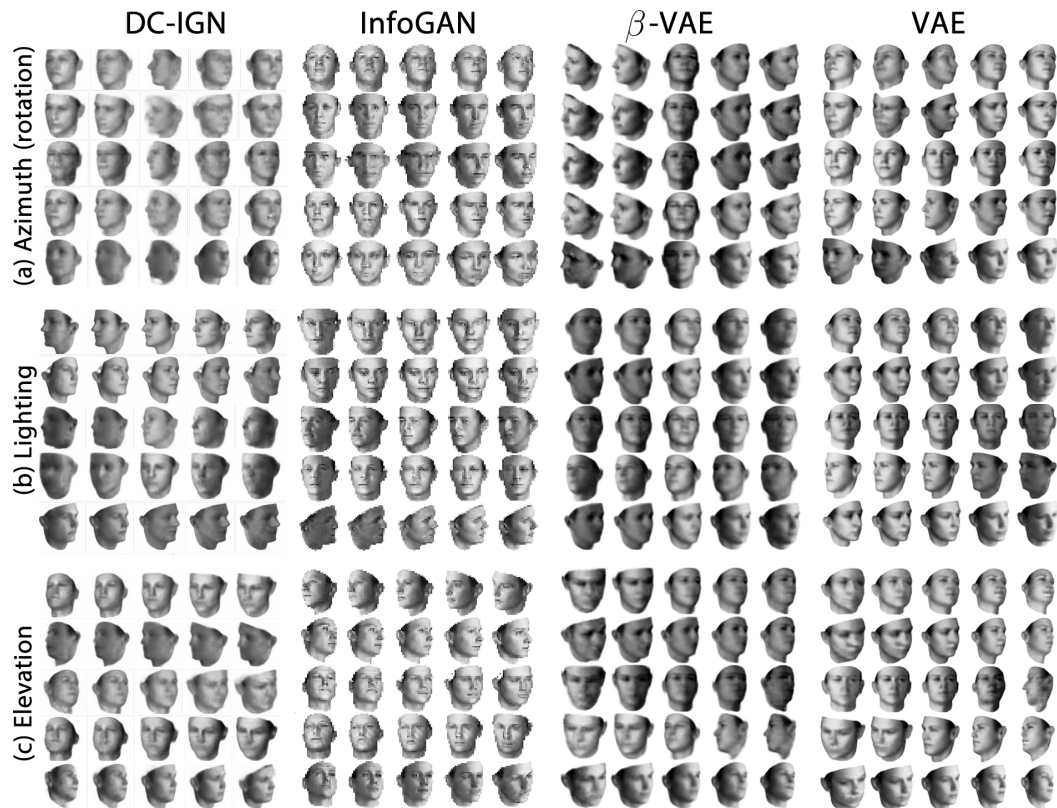 DC-IGN
InfoGAN
β-VAE
VAE
(a) Azimuth (rotation)
(b) Lighting
(c) Elevation